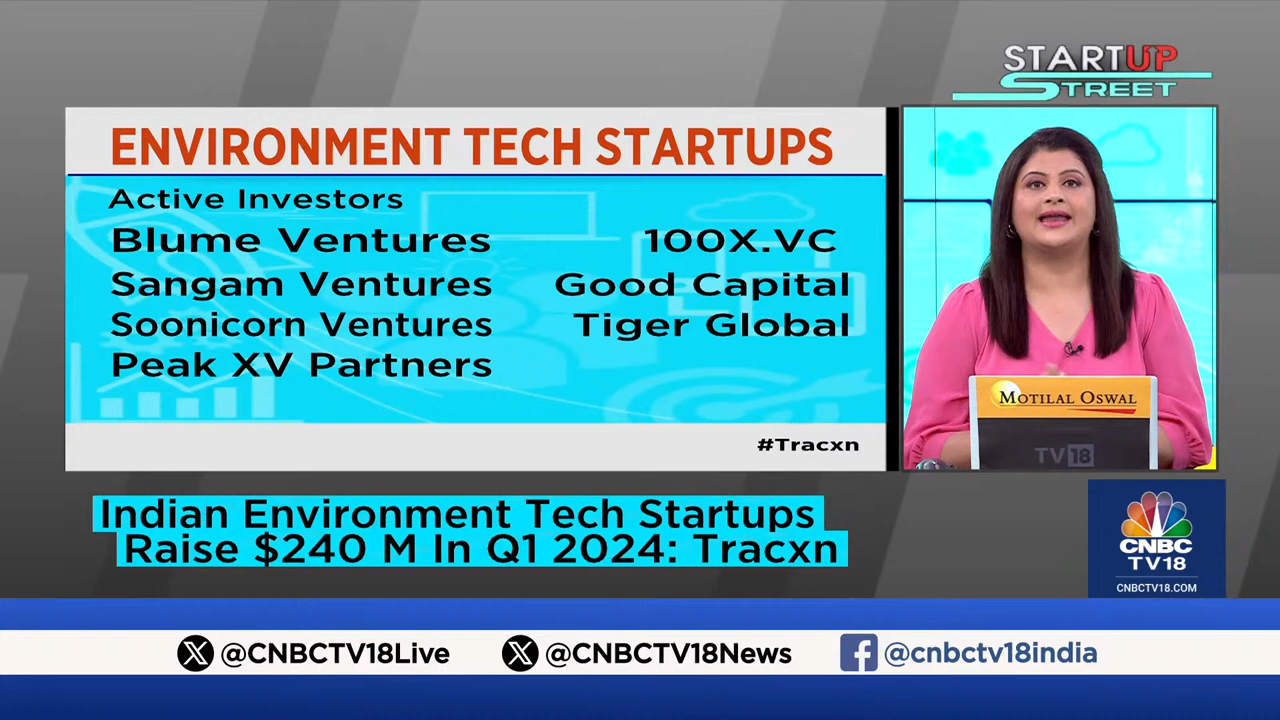 STARTUP
STREET
ENVIRONMENT TECH STARTUPS
Active Investors
Blume Ventures 100X.VC
Sangam Ventures Good Capital
Soonicorn Ventures Tiger Global
Peak XV Partners
#Tracxn
MOTILAL OSWAL
TV18
Indian Environment Tech Startups
Raise $240 M In Q1 2024: Tracxn
CNBC
TV18
CNBCTV18.COM
@CNBCTV18Live @CNBCTV18News @cnbctv18india